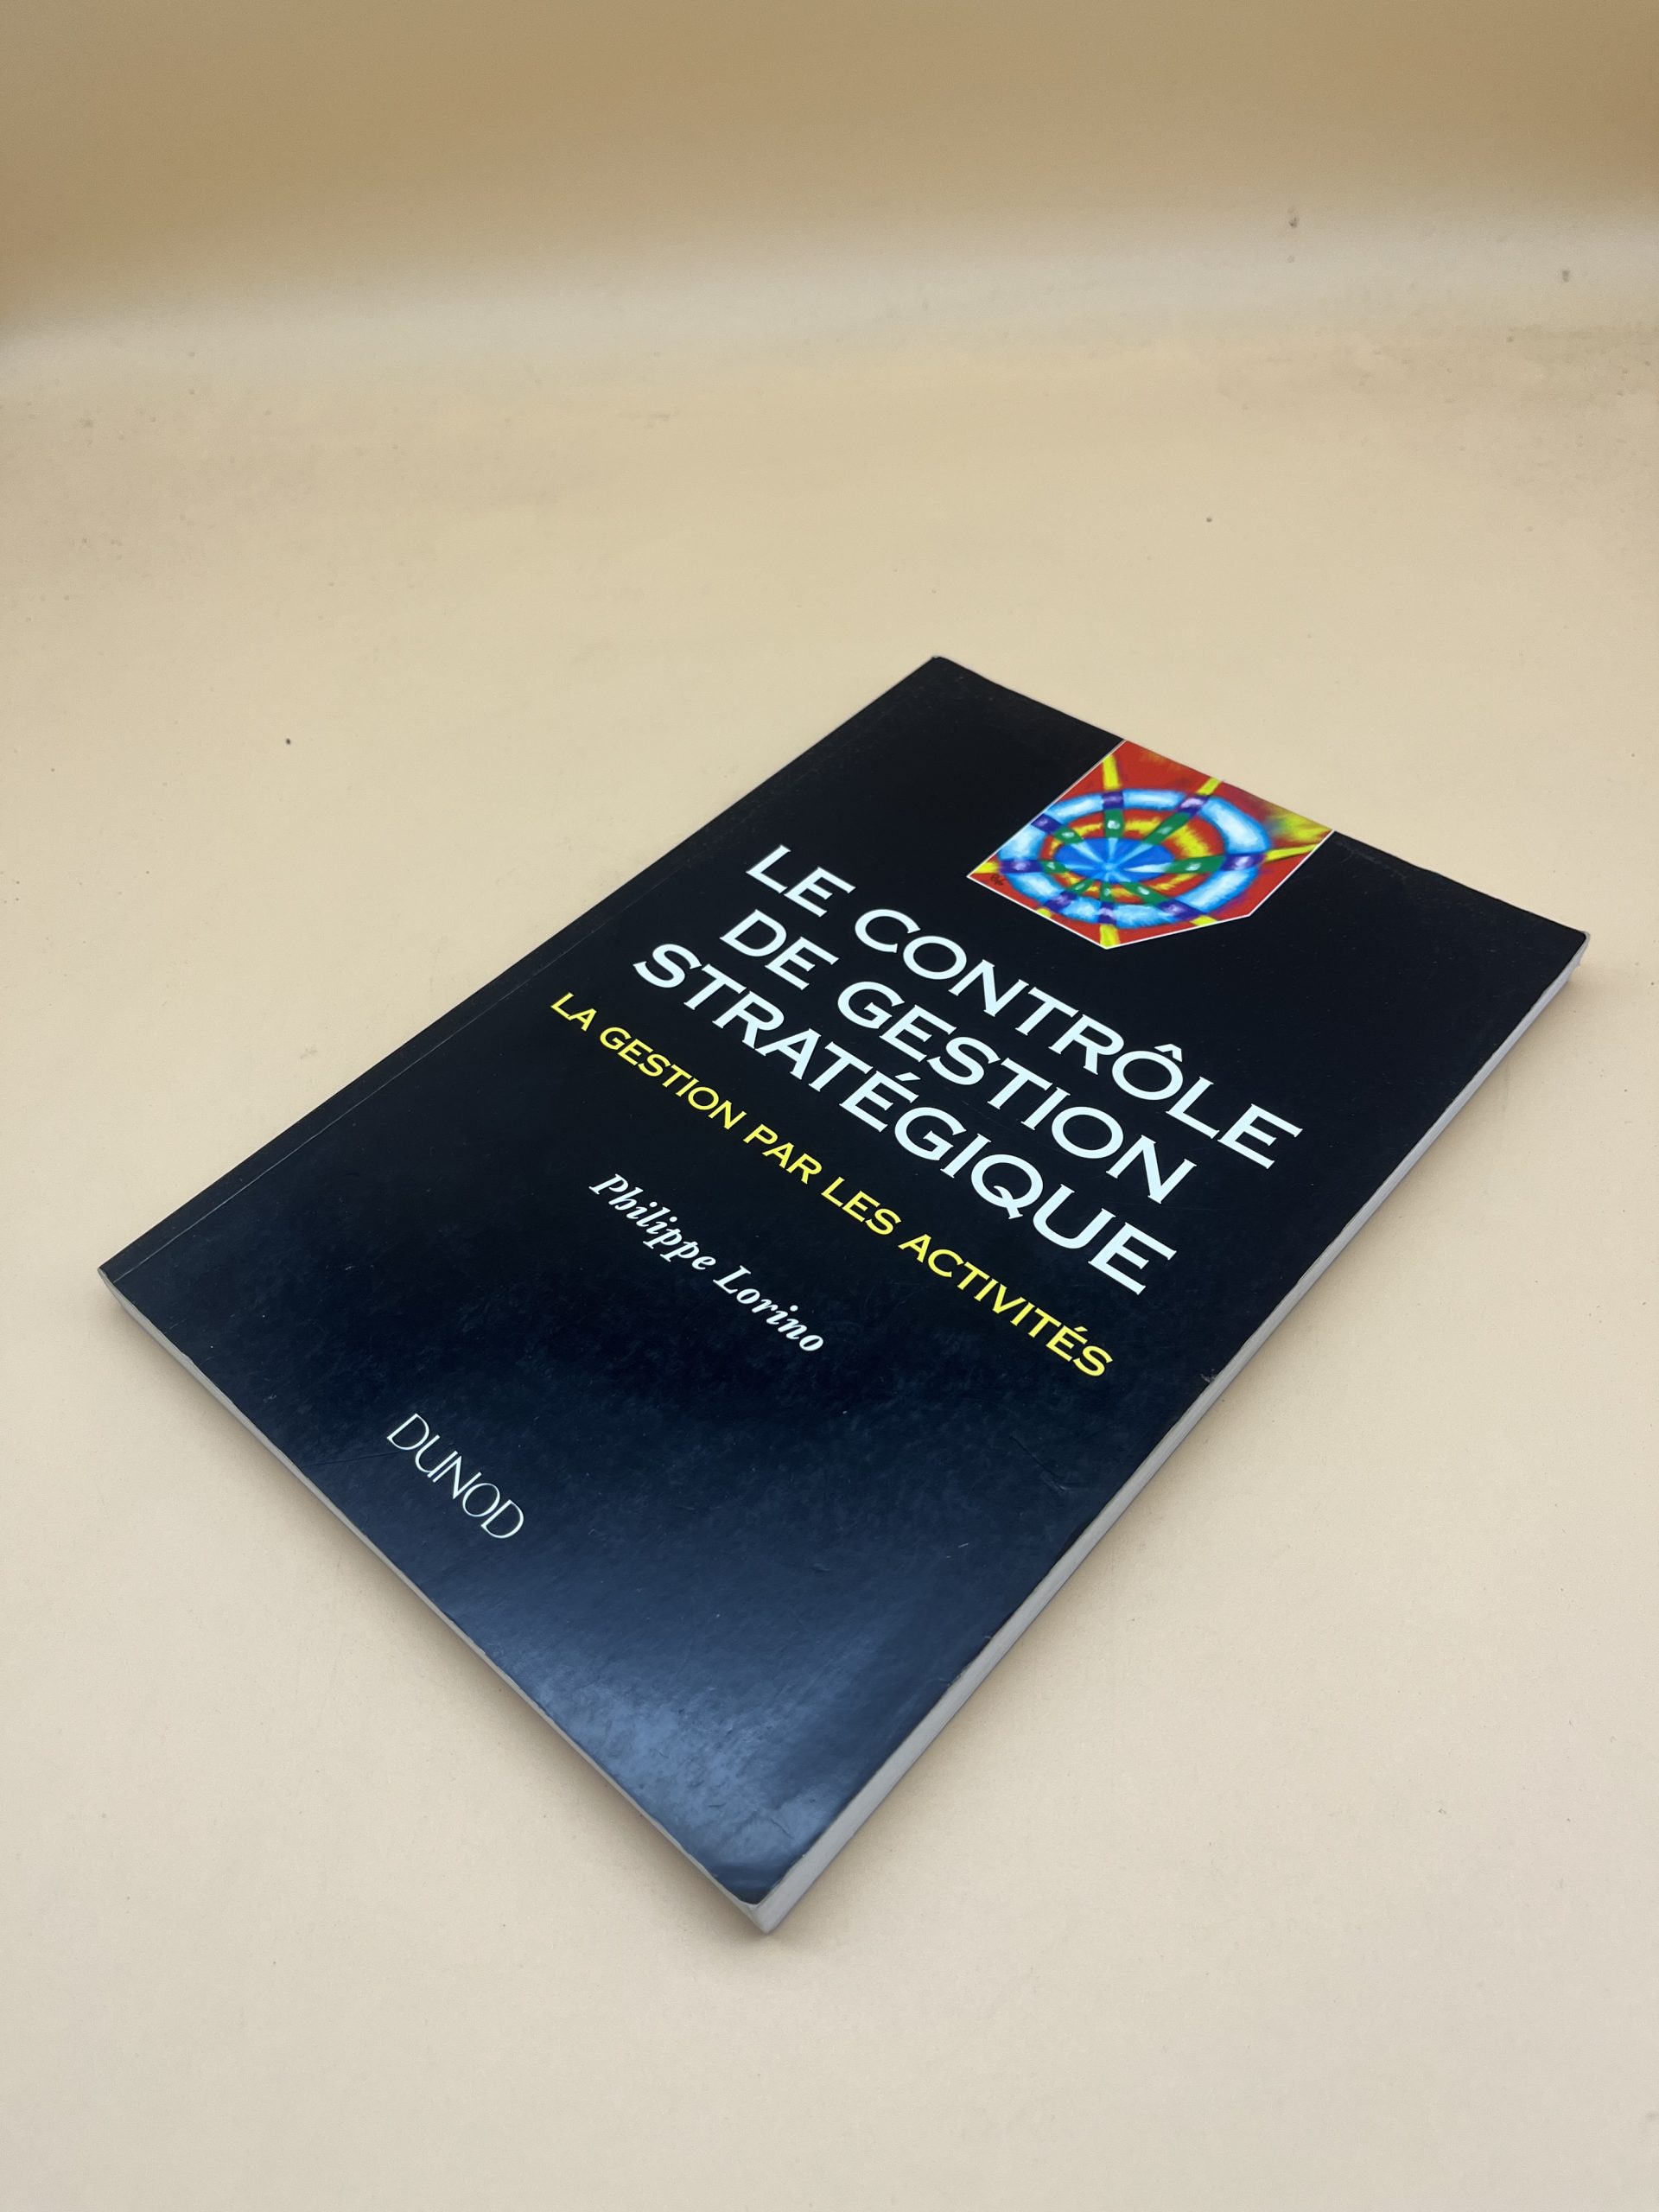 LE CONTRÔLE
DE GESTION
STRATÉGIQUE
LA GESTION PAR LES ACTIVITÉS
Philippe Lorino
DUNOD